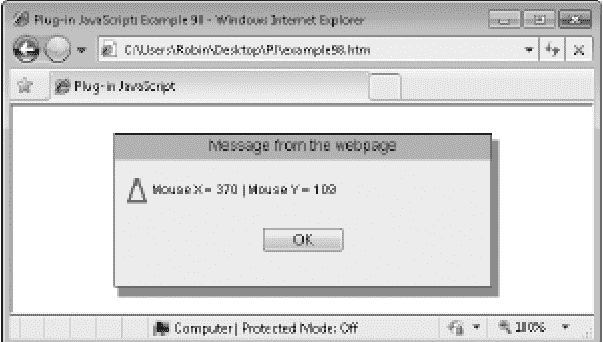 Plug-in JavaScript: Example 98 - Windows Internet Explorer
C:\Users\Robin\Desktop\PJ\example98.htm
Plug-in JavaScript
Message from the webpage
Mouse X = 370 | Mouse Y = 109
OK
Computer | Protected Mode: Off
100%